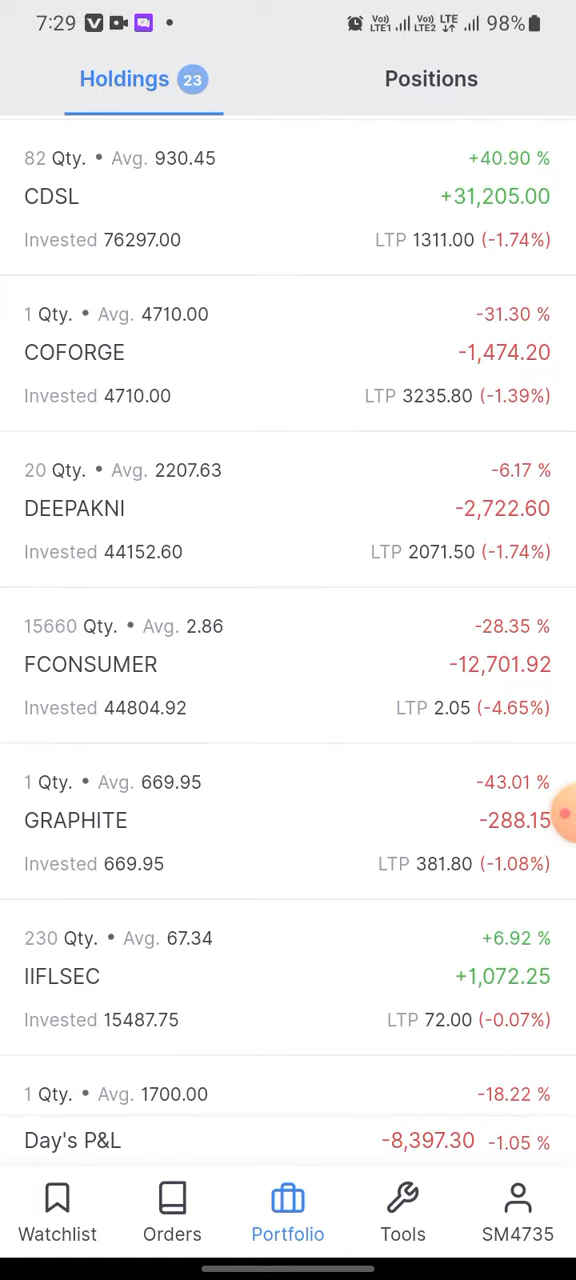 7:29 Vo) LTE1 Vo) LTE2 LTE 98%
Holdings 23 Positions
82 Qty. • Avg. 930.45 +40.90 %
CDSL +31,205.00
Invested 76297.00 LTP 1311.00 (-1.74%)
1 Qty. • Avg. 4710.00 -31.30 %
COFORGE -1,474.20
Invested 4710.00 LTP 3235.80 (-1.39%)
20 Qty. • Avg. 2207.63 -6.17 %
DEEPAKNI -2,722.60
Invested 44152.60 LTP 2071.50 (-1.74%)
15660 Qty. • Avg. 2.86 -28.35 %
FCONSUMER -12,701.92
Invested 44804.92 LTP 2.05 (-4.65%)
1 Qty. • Avg. 669.95 -43.01 %
GRAPHITE -288.15
Invested 669.95 LTP 381.80 (-1.08%)
230 Qty. • Avg. 67.34 +6.92 %
IIFLSEC +1,072.25
Invested 15487.75 LTP 72.00 (-0.07%)
1 Qty. • Avg. 1700.00 -18.22 %
Day's P&L -8,397.30 -1.05 %
Watchlist Orders Portfolio Tools SM4735